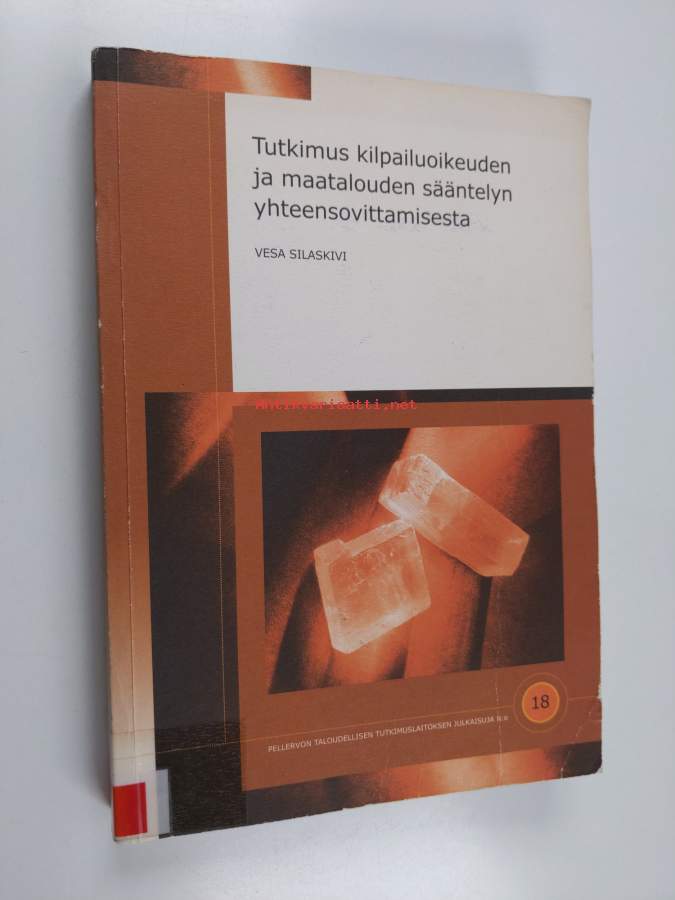 Tutkimus kilpailuoikeuden
ja maatalouden sääntelyn
yhteensovittamisesta
VESA SILASKIVI
Antikvariaatti.net
18
PELLERVON TALOUDELLISEN TUTKIMUSLAITOKSEN JULKAISUJA N:o